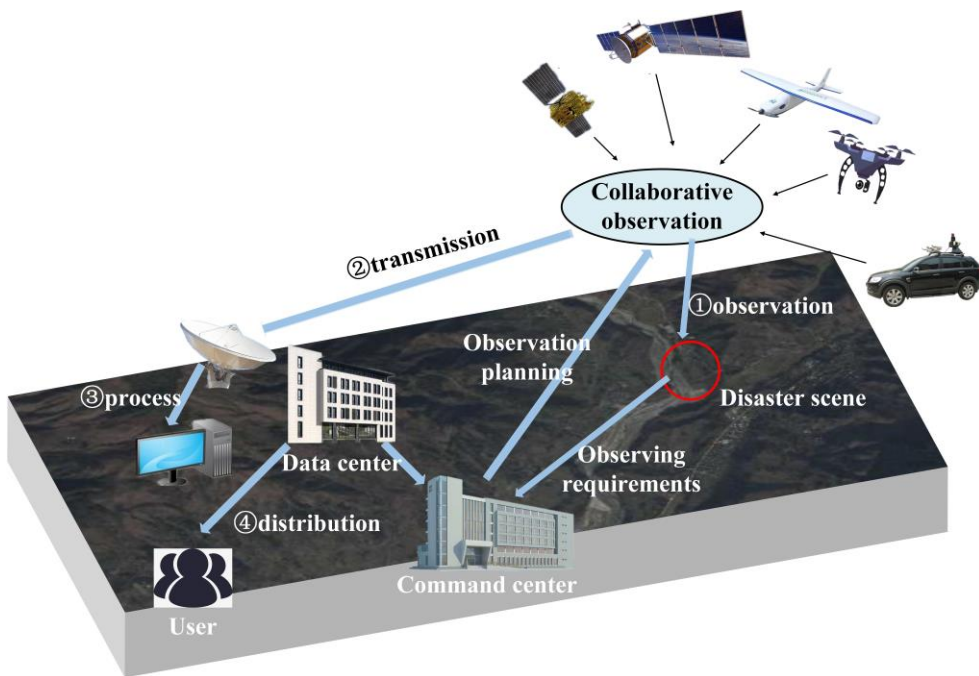 Collaborative
observation
②transmission
①observation
Observation
planning
③process
Disaster scene
Data center
Observing
requirements
④distribution
Command center
User